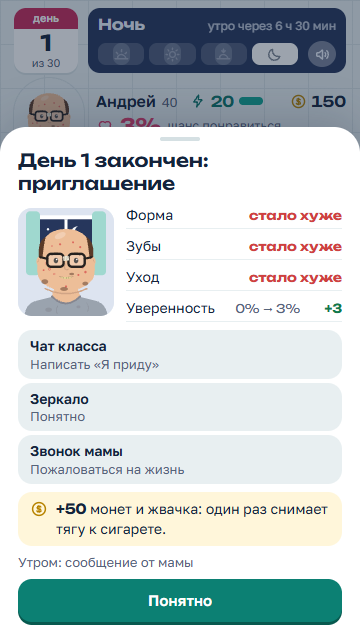 день
1
из 30
Ночь
утро через 6 ч 30 мин
Андрей 40
20
150
3%
шанс понравиться
День 1 закончен:
приглашение
Форма
стало хуже
Зубы
стало хуже
Уход
стало хуже
Уверенность
0% → 3%
+3
Чат класса
Написать «Я приду»
Зеркало
Понятно
Звонок мамы
Пожаловаться на жизнь
+50 монет и жвачка: один раз снимает
тягу к сигарете.
Утром: сообщение от мамы
Понятно